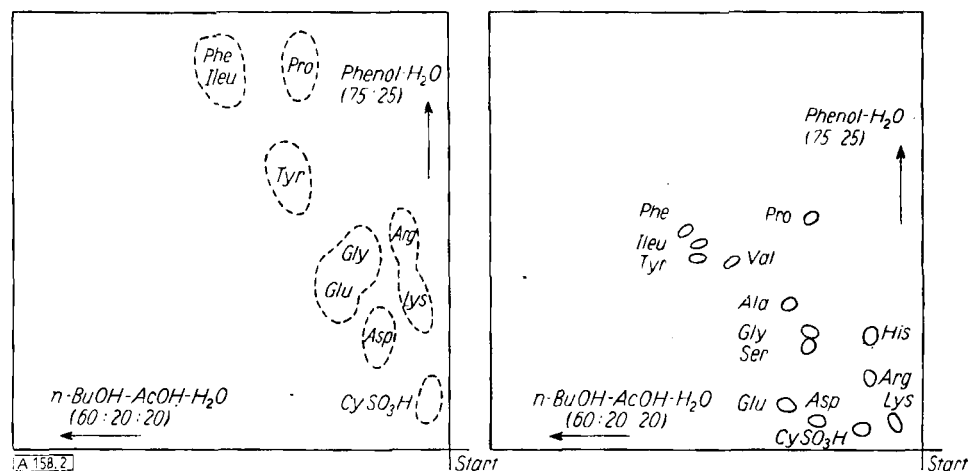 Phe
Ileu
Pro
Phenol-H₂O
(75:25)
Tyr
Arg
Gly
Glu
Lys
Asp
CySO₃H
n-BuOH-AcOH-H₂O
(60:20:20)
A 158.2
Start
Phenol-H₂O
(75 25)
Phe
Pro
Ileu
Tyr
Val
Ala
Gly
His
Ser
Arg
n-BuOH-AcOH-H₂O
(60:20 20)
Glu
Asp
Lys
CySO₃H
Start